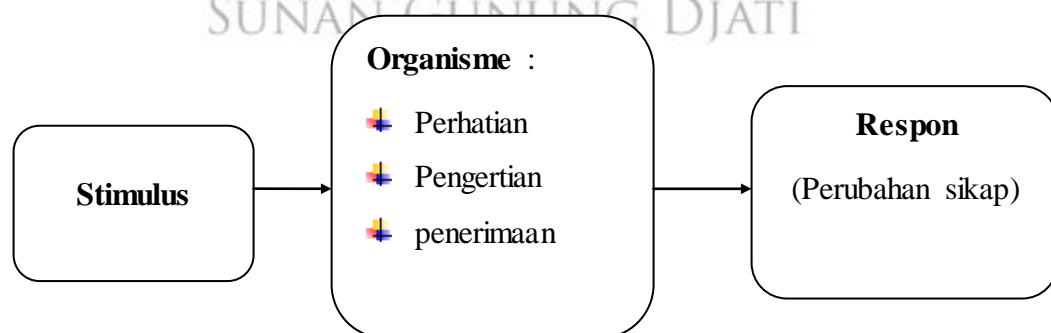 SUNAN GUNUNG DJATI
Organisme :
Perhatian
Pengertian
penerimaan
Stimulus
Respon
(Perubahan sikap)